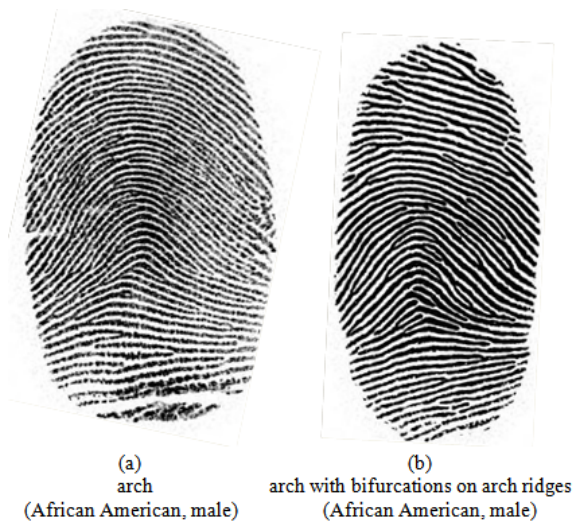 (a)
arch
(African American, male)
(b)
arch with bifurcations on arch ridges
(African American, male)